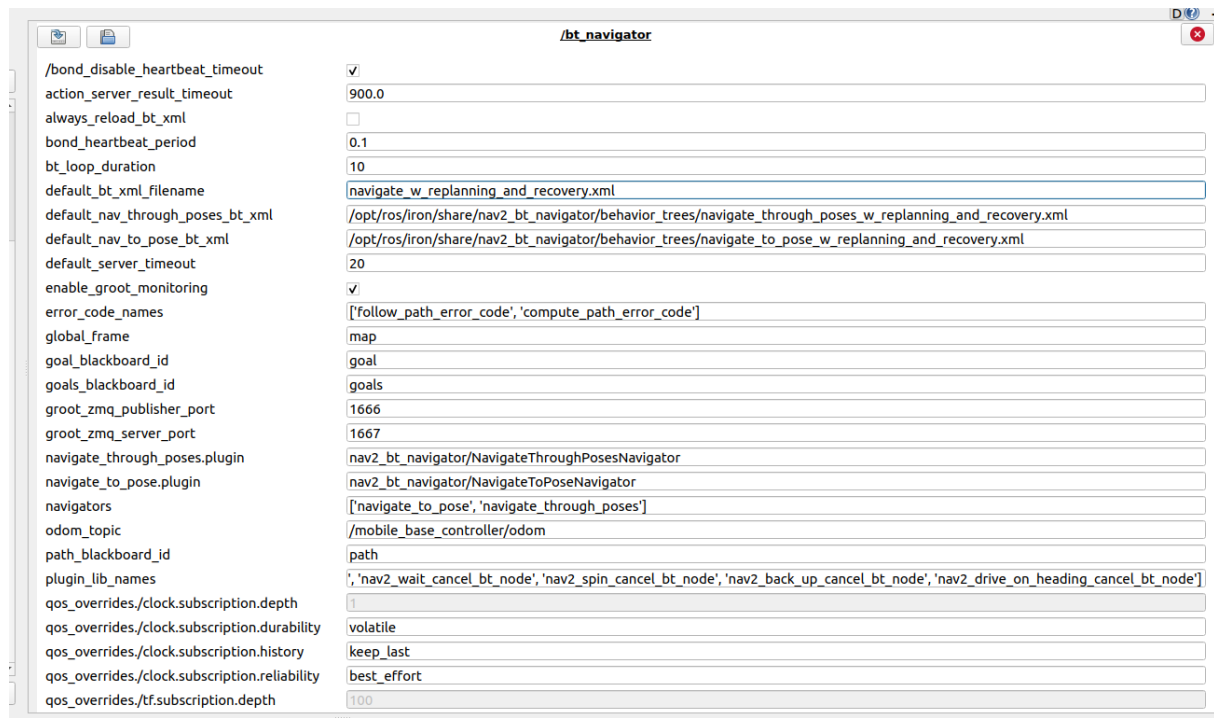 D
/bt_navigator
/bond_disable_heartbeat_timeout
action_server_result_timeout 900.0
always_reload_bt_xml
bond_heartbeat_period 0.1
bt_loop_duration 10
default_bt_xml_filename navigate_w_replanning_and_recovery.xml
default_nav_through_poses_bt_xml /opt/ros/iron/share/nav2_bt_navigator/behavior_trees/navigate_through_poses_w_replanning_and_recovery.xml
default_nav_to_pose_bt_xml /opt/ros/iron/share/nav2_bt_navigator/behavior_trees/navigate_to_pose_w_replanning_and_recovery.xml
default_server_timeout 20
enable_groot_monitoring
error_code_names ['follow_path_error_code', 'compute_path_error_code']
global_frame map
goal_blackboard_id goal
goals_blackboard_id goals
groot_zmq_publisher_port 1666
groot_zmq_server_port 1667
navigate_through_poses.plugin nav2_bt_navigator/NavigateThroughPosesNavigator
navigate_to_pose.plugin nav2_bt_navigator/NavigateToPoseNavigator
navigators ['navigate_to_pose', 'navigate_through_poses']
odom_topic /mobile_base_controller/odom
path_blackboard_id path
plugin_lib_names ', 'nav2_wait_cancel_bt_node', 'nav2_spin_cancel_bt_node', 'nav2_back_up_cancel_bt_node', 'nav2_drive_on_heading_cancel_bt_node']
qos_overrides./clock.subscription.depth 1
qos_overrides./clock.subscription.durability volatile
qos_overrides./clock.subscription.history keep_last
qos_overrides./clock.subscription.reliability best_effort
qos_overrides./tf.subscription.depth 100